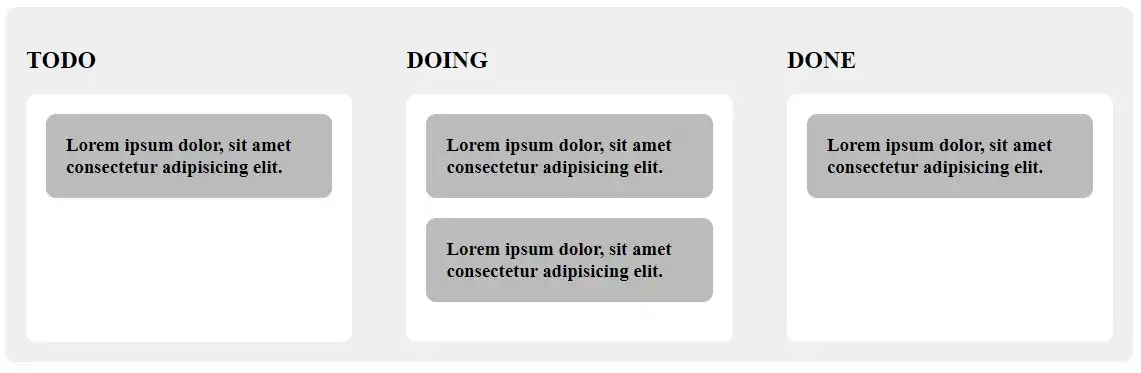 TODO
Lorem ipsum dolor, sit amet
consectetur adipisicing elit.
DOING
Lorem ipsum dolor, sit amet
consectetur adipisicing elit.
Lorem ipsum dolor, sit amet
consectetur adipisicing elit.
DONE
Lorem ipsum dolor, sit amet
consectetur adipisicing elit.